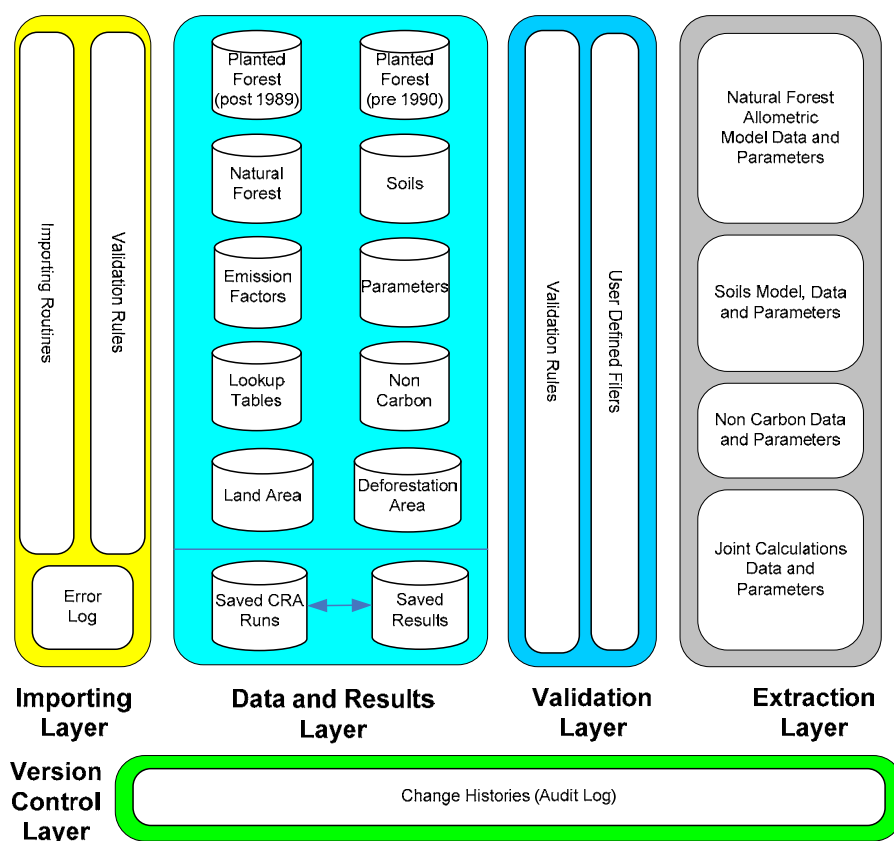 Importing Routines
Validation Rules
Error
Log
Planted
Forest
(post 1989)
Planted
Forest
(pre 1990)
Natural
Forest
Soils
Emission
Factors
Parameters
Lookup
Tables
Non
Carbon
Land Area
Deforestation
Area
Saved CRA
Runs
Saved
Results
Validation Rules
User Defined Filers
Natural Forest
Allometric
Model Data and
Parameters
Soils Model, Data
and Parameters
Non Carbon Data
and Parameters
Joint Calculations
Data and
Parameters
Importing
Layer
Data and Results
Layer
Validation
Layer
Extraction
Layer
Version
Control
Layer
Change Histories (Audit Log)